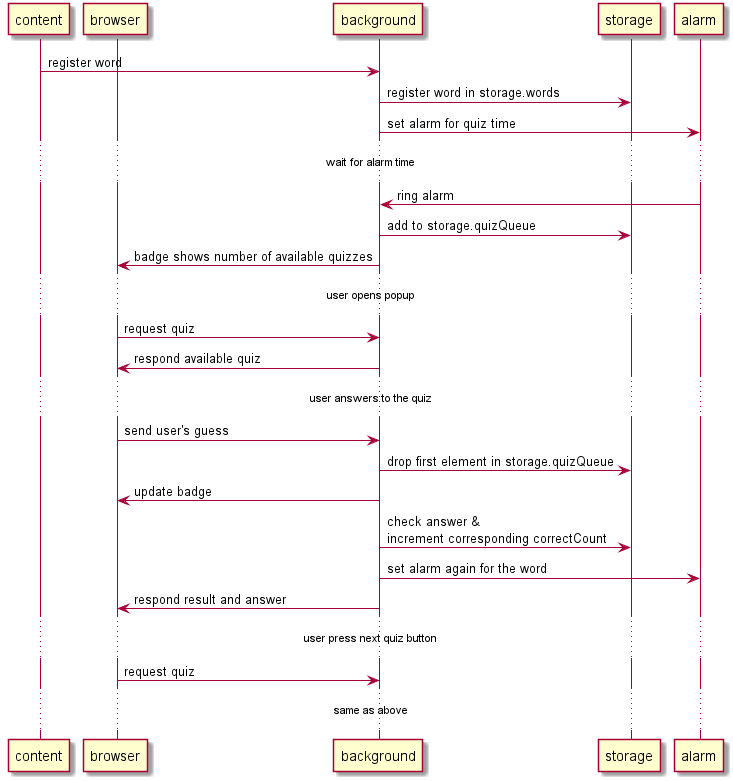 content browser background storage alarm
register word
register word in storage.words
set alarm for quiz time
wait for alarm time
ring alarm
add to storage.quizQueue
badge shows number of available quizzes
user opens popup
request quiz
respond available quiz
user answers to the quiz
send user's guess
drop first element in storage.quizQueue
update badge
check answer &
increment corresponding correctCount
set alarm again for the word
respond result and answer
user press next quiz button
request quiz
same as above
content browser background storage alarm